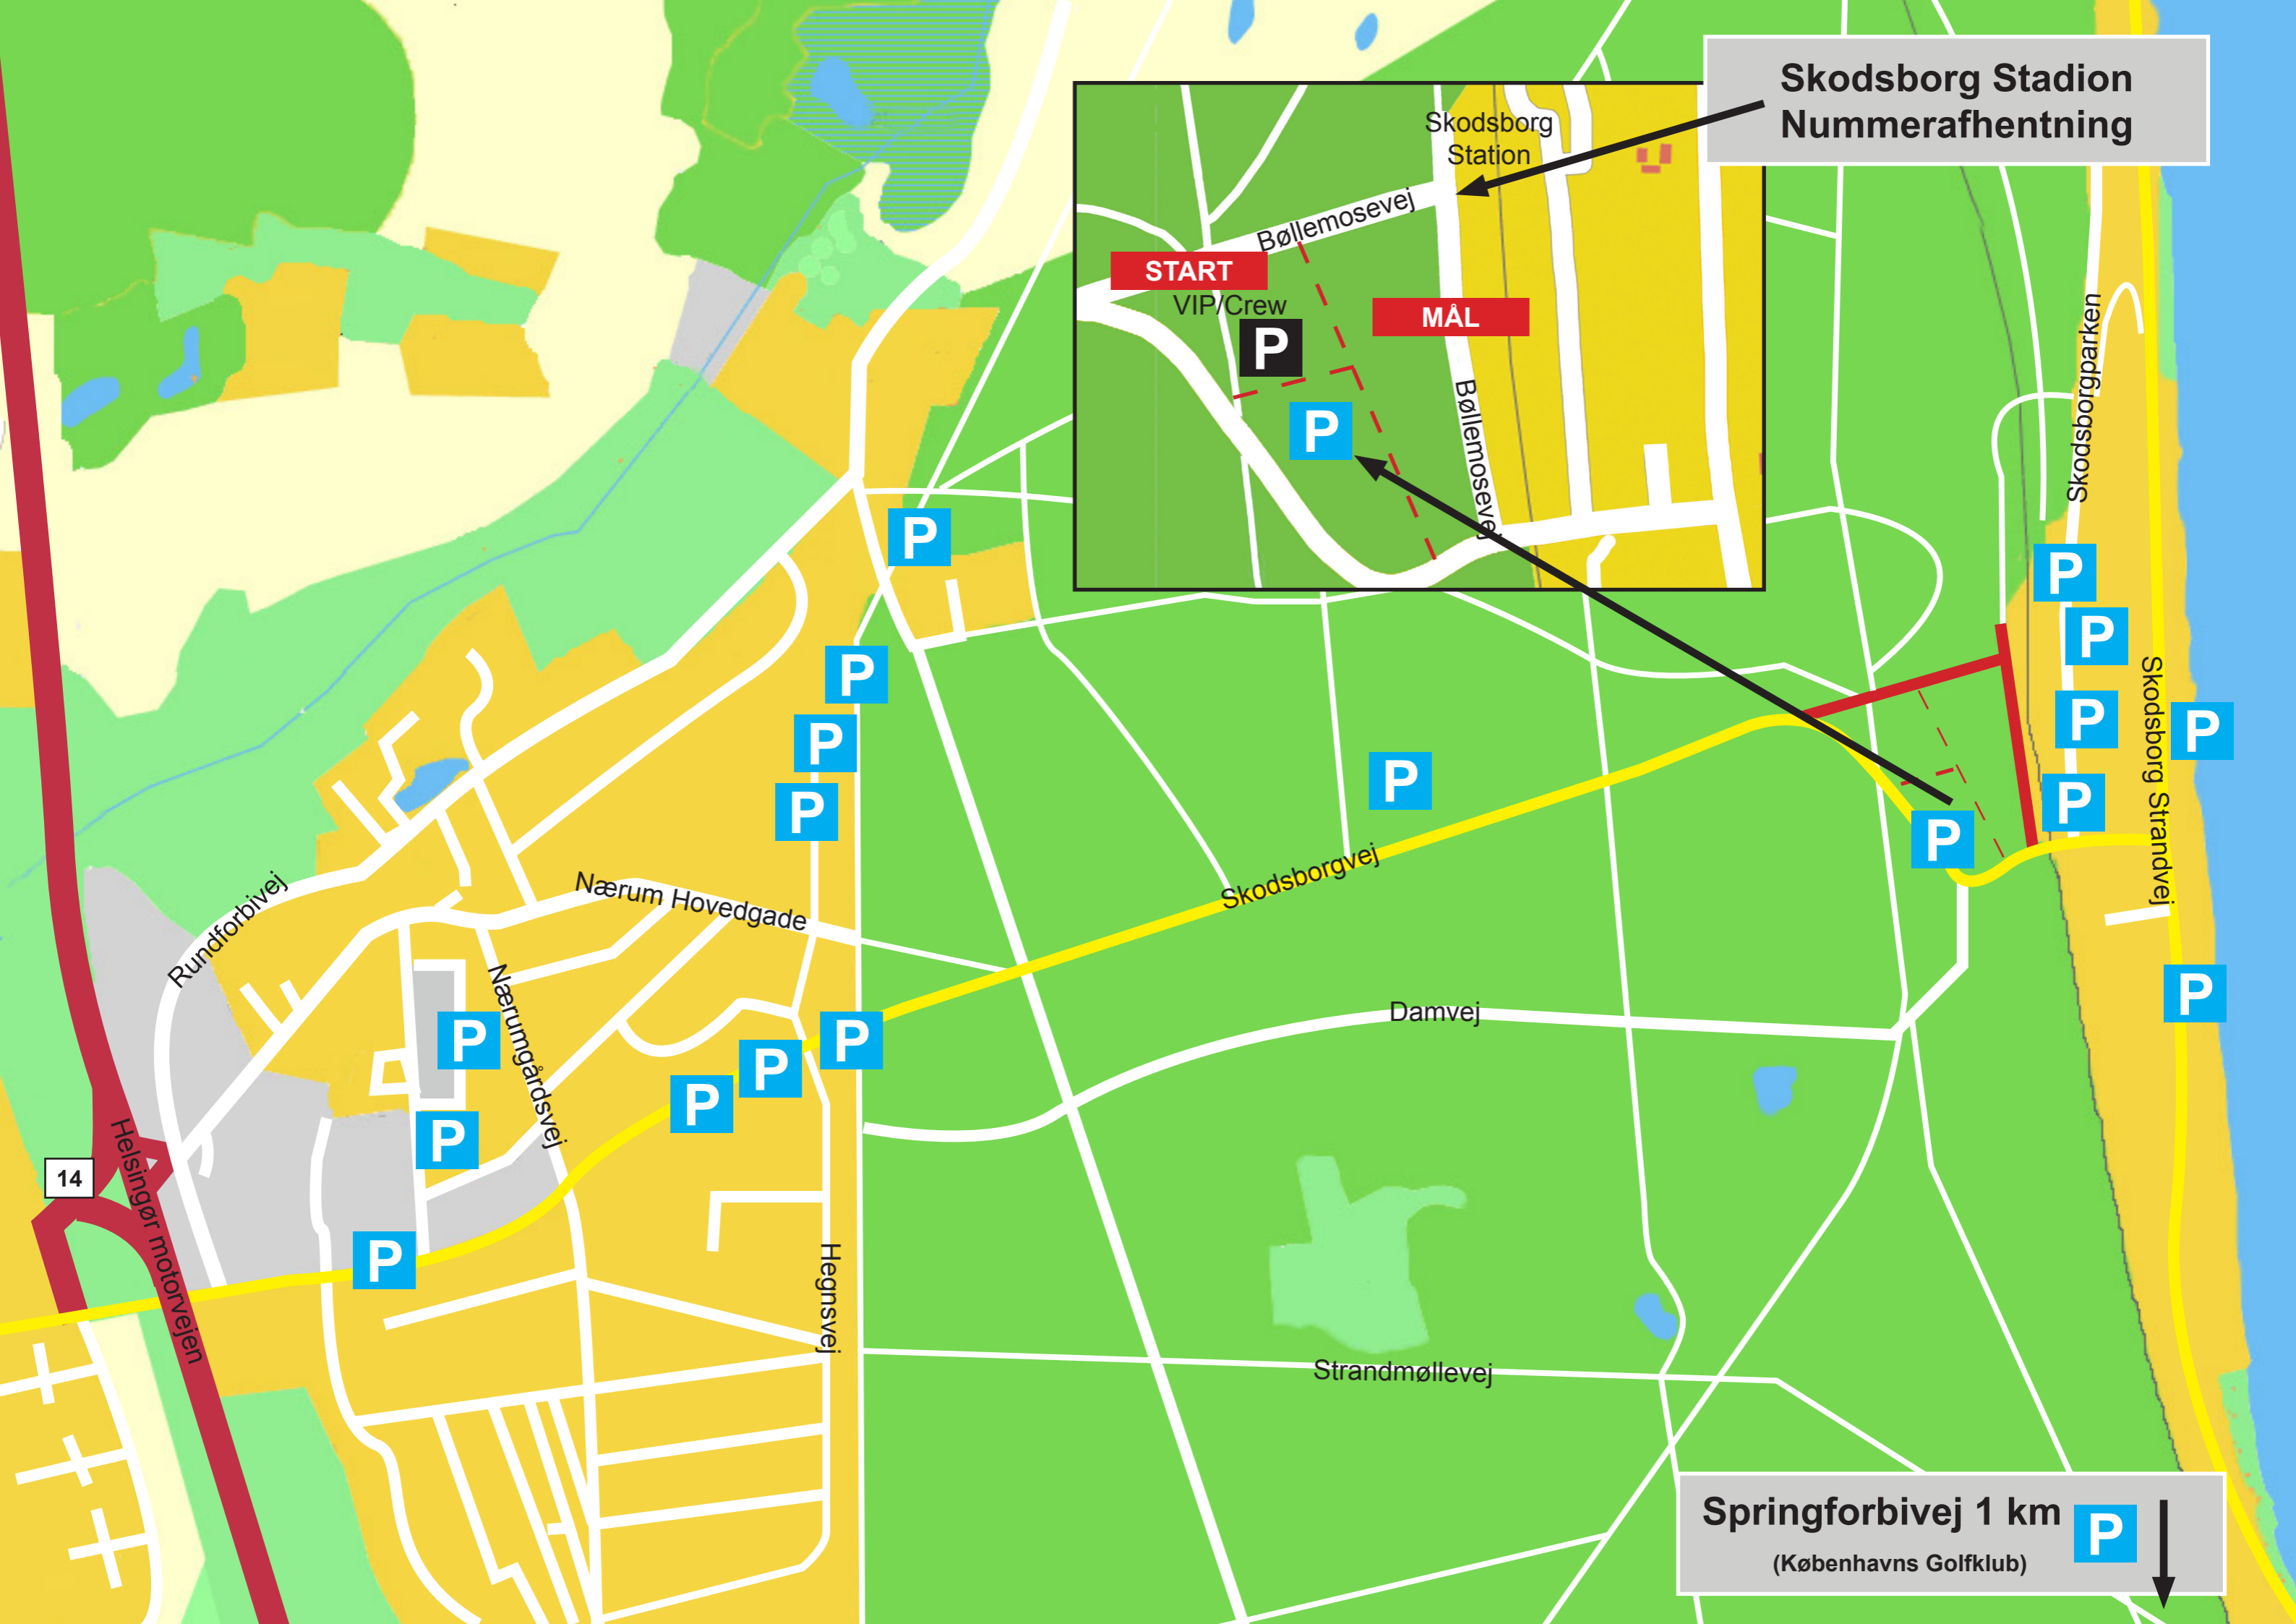 Skodsborg Stadion
Nummerafhentning
Skodsborg
Station
Bøllemosevej
START
VIP/Crew
P
MÅL
P
Bøllemosevej
Skodsborgparken
P
P
P
P
P
P
Skodsborg Strandvej
P
P
P
P
P
P
P
Skodsborgvej
Nærum Hovedgade
Rundforbivej
Nærumgårdsvej
Damvej
P
P
P
P
P
P
14
Helsingør motorvejen
Hegnsvej
Strandmøllevej
Springforbivej 1 km
P
(Københavns Golfklub)